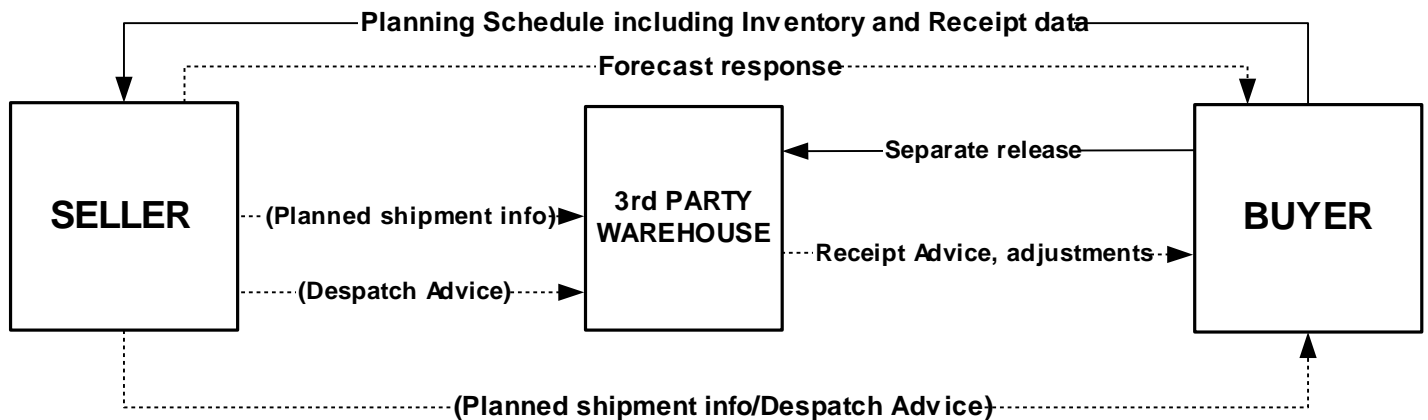 Planning Schedule including Inventory and Receipt data
Forecast response
Separate release
SELLER
(Planned shipment info)
3rd PARTY
WAREHOUSE
BUYER
Receipt Advice, adjustments
(Despatch Advice)
(Planned shipment info/Despatch Advice)